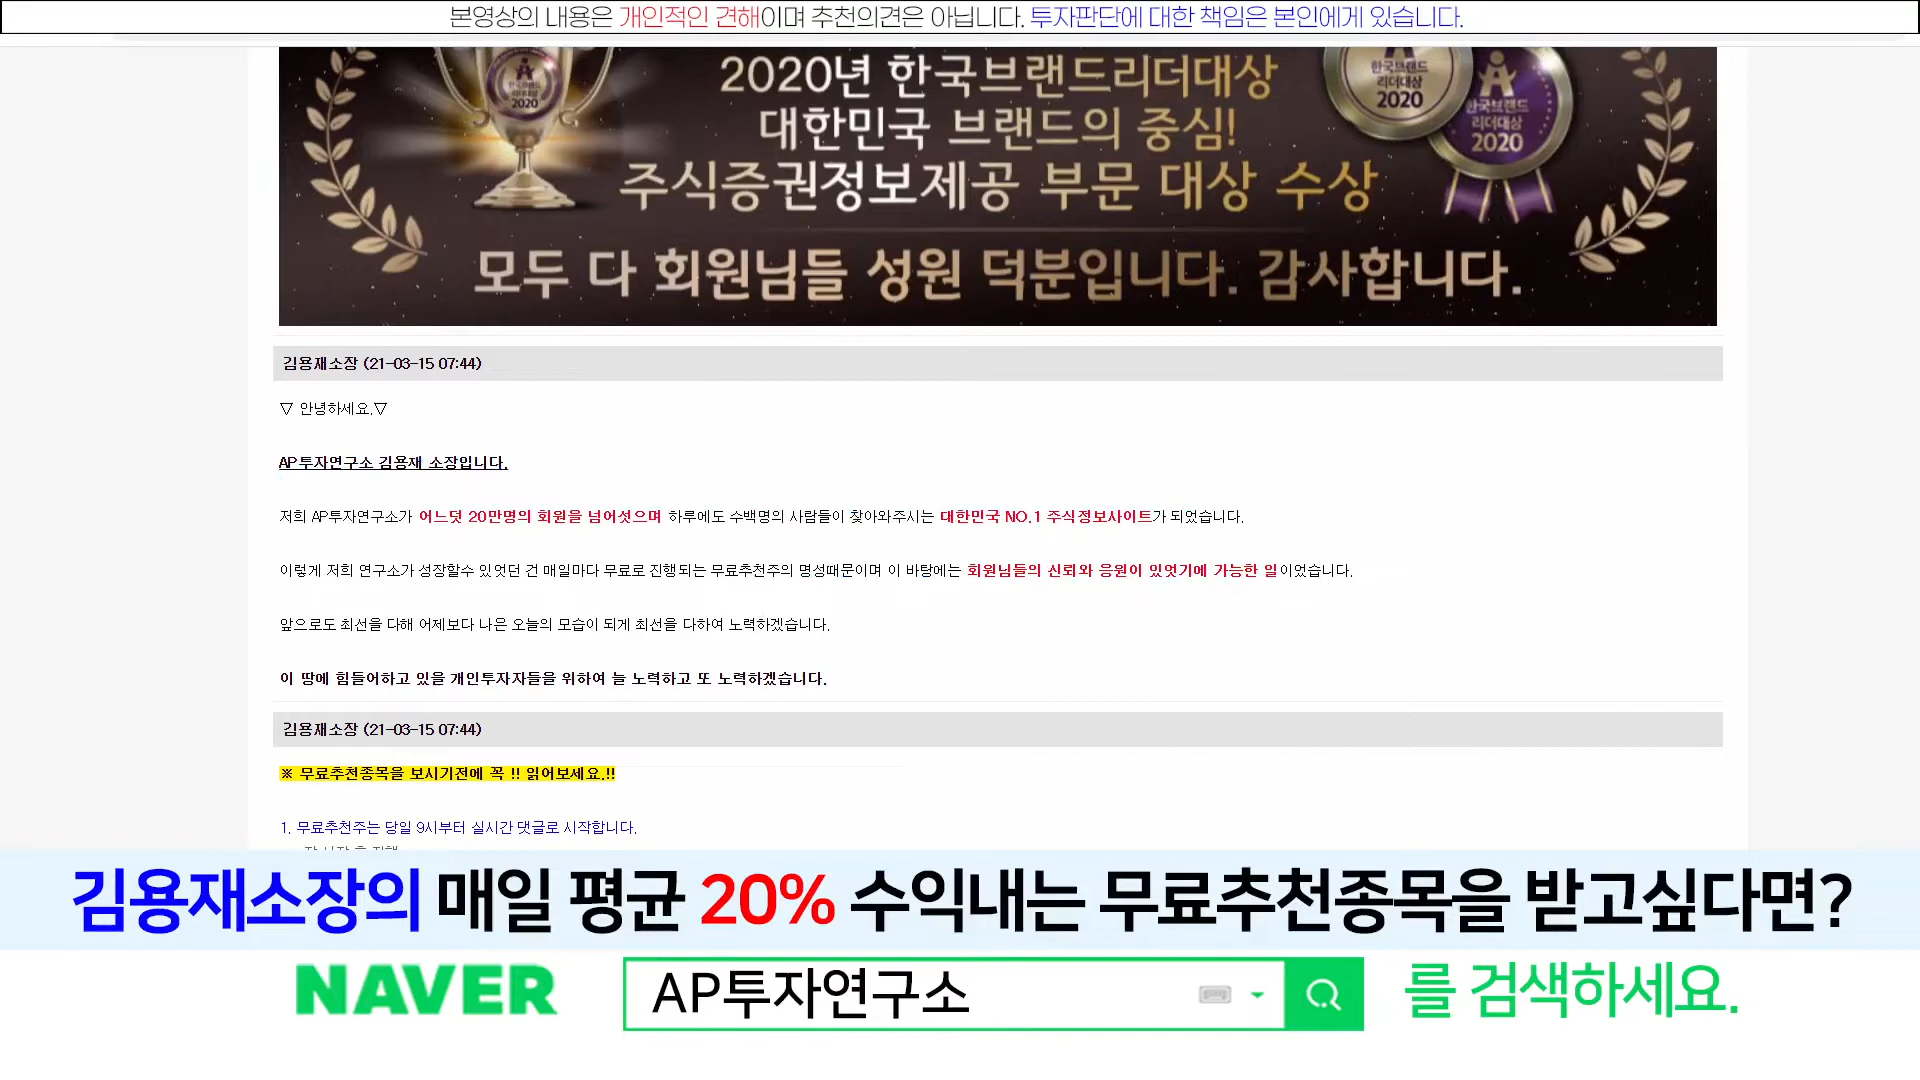 본영상의 내용은 개인적인 견해이며 추천의견은 아닙니다. 투자판단에 대한 책임은 본인에게 있습니다.
2020년 한국브랜드리더대상
대한민국 브랜드의 중심!
주식증권정보제공 부문 대상 수상
모두 다 회원님들 성원 덕분입니다. 감사합니다.
한국브랜드
리더대상
2020
한국브랜드
리더대상
2020
김용재소장 (21-03-15 07:44)
▽ 안녕하세요.▽
AP투자연구소 김용재 소장입니다.
저희 AP투자연구소가 어느덧 20만명의 회원을 넘어섯으며 하루에도 수백명의 사람들이 찾아와주시는 대한민국 NO.1 주식정보사이트가 되었습니다.
이렇게 저희 연구소가 성장할수 있엇던 건 매일마다 무료로 진행되는 무료추천주의 명성때문이며 이 바탕에는 회원님들의 신뢰와 응원이 있엇기에 가능한 일이었습니다.
앞으로도 최선을 다해 어제보다 나은 오늘의 모습이 되게 최선을 다하여 노력하겠습니다.
이 땅에 힘들어하고 있을 개인투자자들을 위하여 늘 노력하고 또 노력하겠습니다.
김용재소장 (21-03-15 07:44)
※ 무료추천종목을 보시기전에 꼭 !! 읽어보세요.!!
1. 무료추천주는 당일 9시부터 실시간 댓글로 시작합니다.
김용재소장의 매일 평균 20% 수익내는 무료추천종목을 받고싶다면?
NAVER AP투자연구소 를 검색하세요.